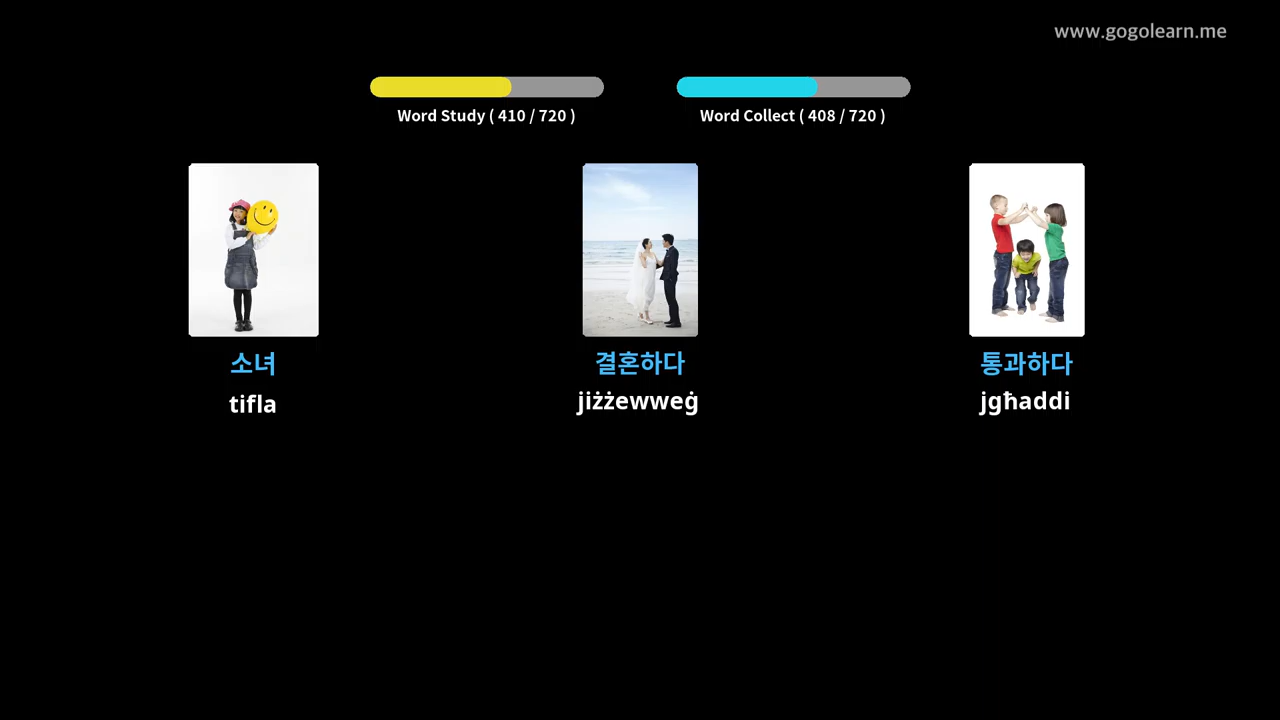 www.gogolearn.me
Word Study ( 410 / 720 )
Word Collect ( 408 / 720 )
소녀
결혼하다
통과하다
tifla
jiżżewweġ
jgħaddi